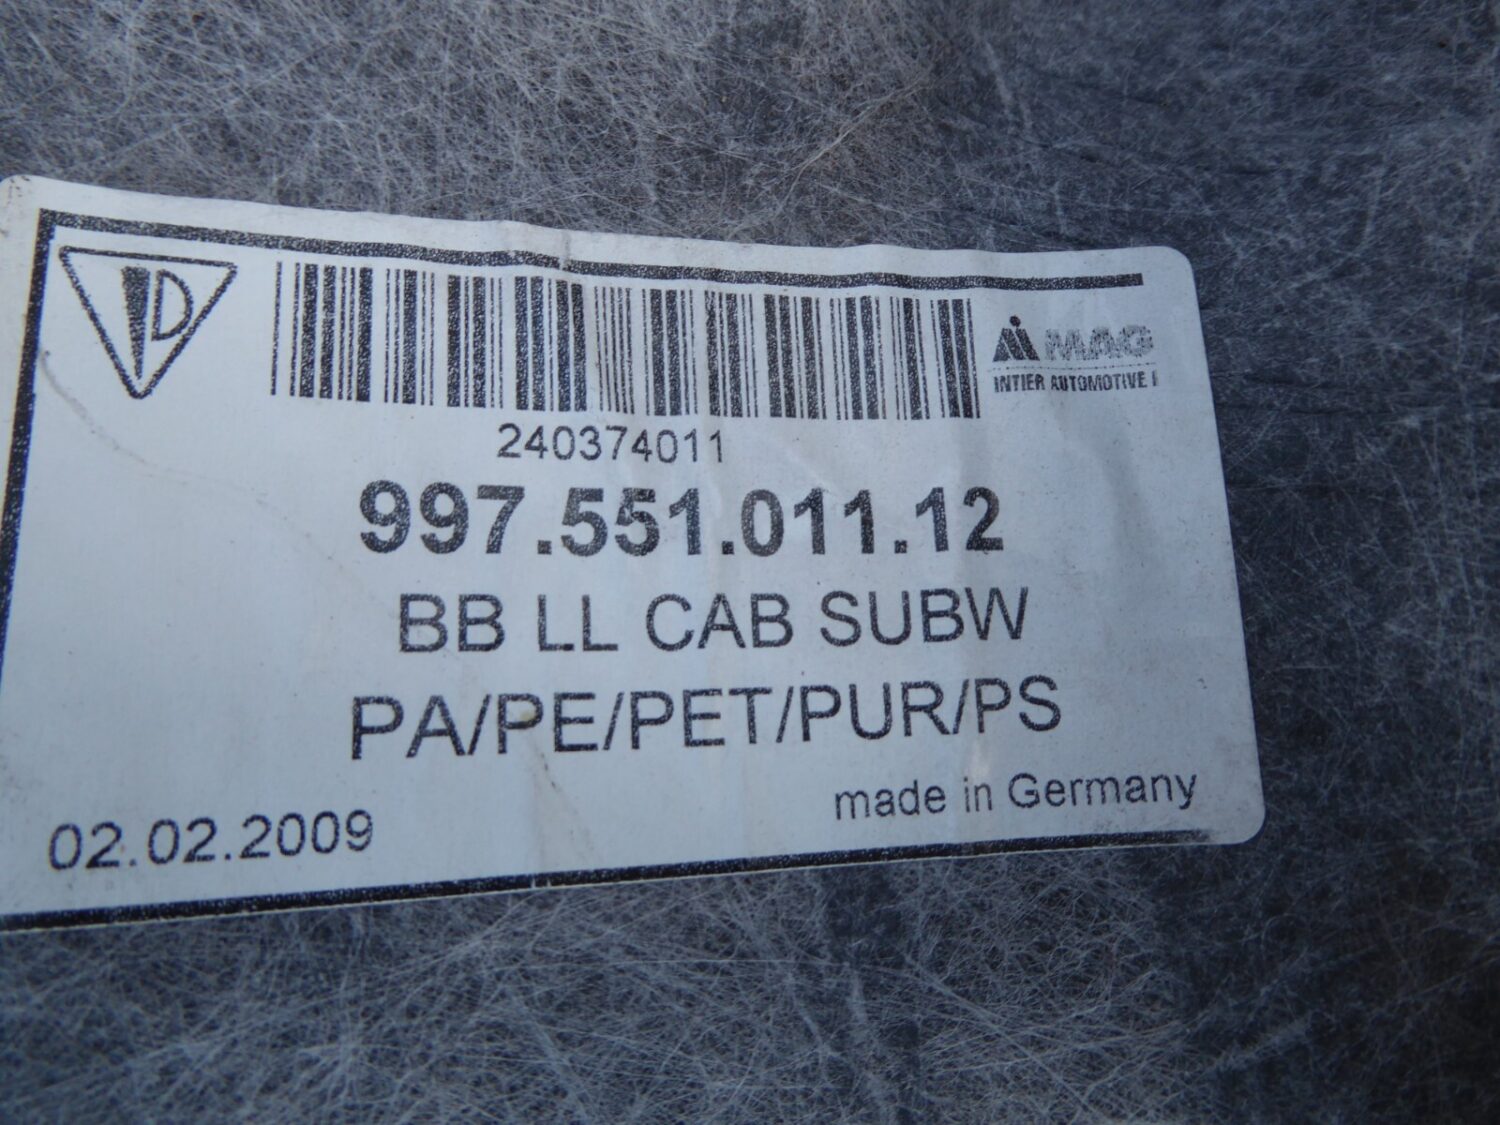 D
MAG
INTIER AUTOMOTIVE
240374011
997.551.011.12
BB LL CAB SUBW
PA/PE/PET/PUR/PS
made in Germany
02.02.2009